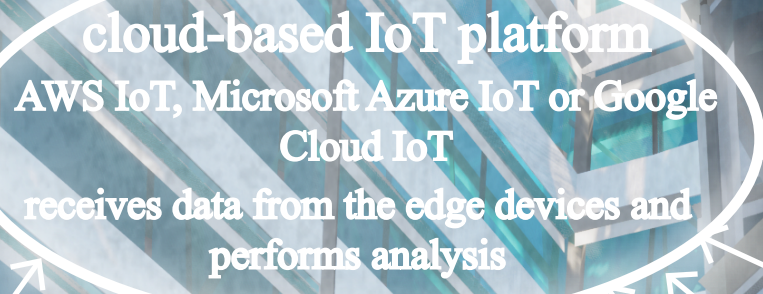 cloud-based IoT platform
AWS IoT, Microsoft Azure IoT or Google
Cloud IoT
receives data from the edge devices and
performs analysis